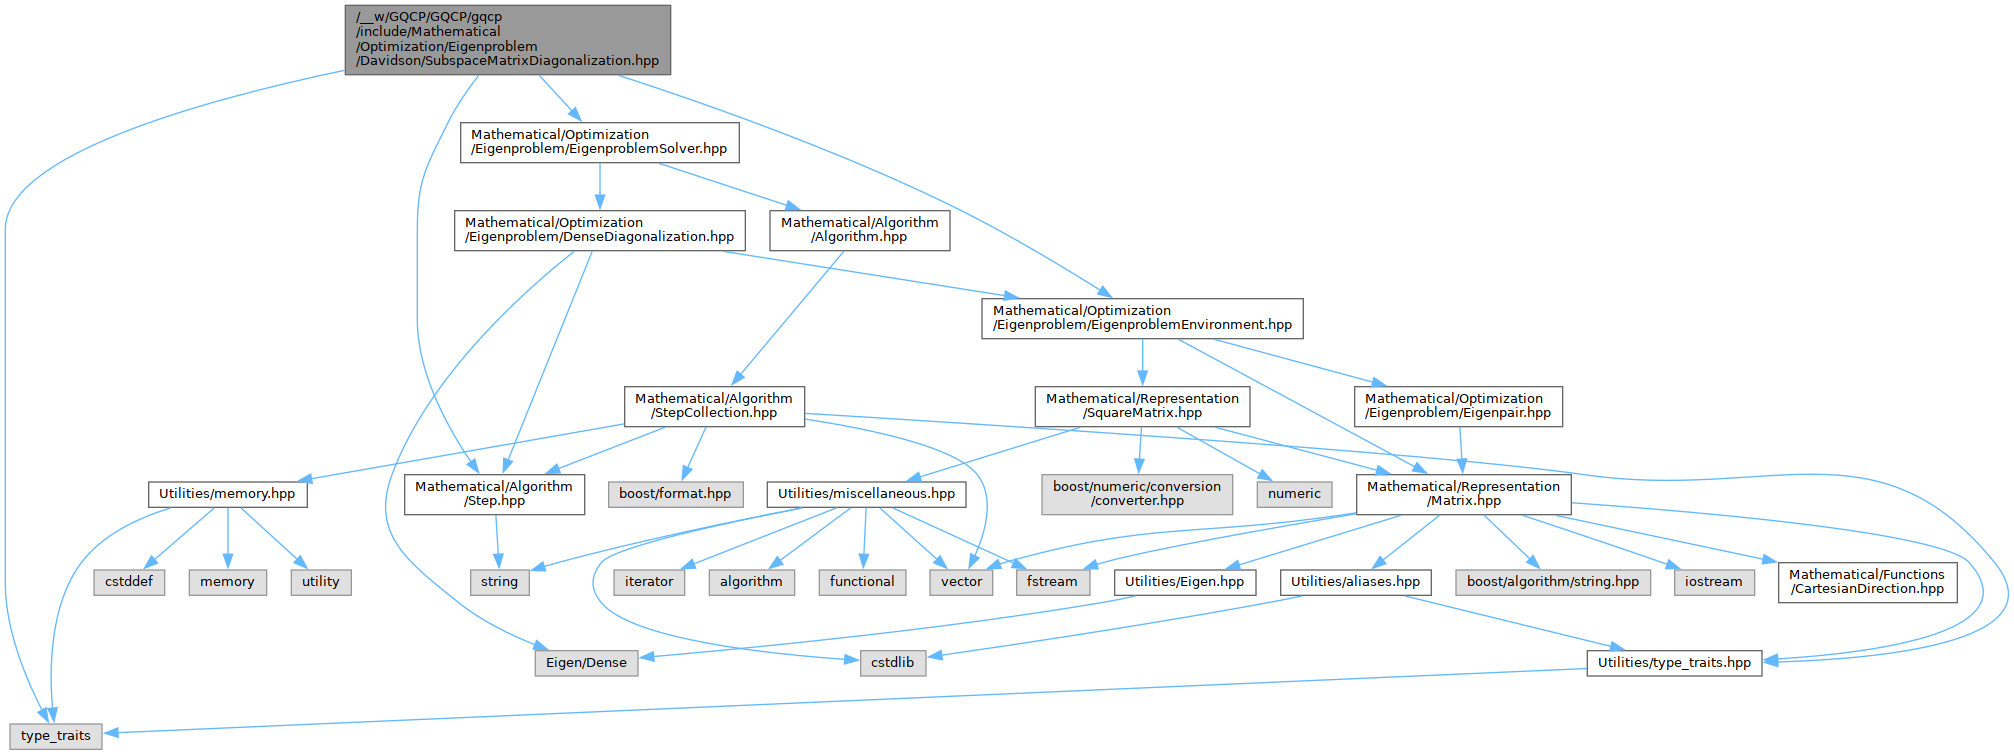 /__w/GQCP/GQCP/gqcp
/include/Mathematical
/Optimization/Eigenproblem
/Davidson/SubspaceMatrixDiagonalization.hpp
Mathematical/Optimization
/Eigenproblem/EigenproblemSolver.hpp
Mathematical/Optimization
/Eigenproblem/DenseDiagonalization.hpp
Mathematical/Algorithm
/Algorithm.hpp
Mathematical/Optimization
/Eigenproblem/EigenproblemEnvironment.hpp
Mathematical/Algorithm
/StepCollection.hpp
Mathematical/Representation
/SquareMatrix.hpp
Mathematical/Optimization
/Eigenproblem/Eigenpair.hpp
Utilities/memory.hpp
Mathematical/Algorithm
/Step.hpp
boost/format.hpp
Utilities/miscellaneous.hpp
boost/numeric/conversion
/converter.hpp
numeric
Mathematical/Representation
/Matrix.hpp
cstddef
memory
utility
string
iterator
algorithm
functional
vector
fstream
Utilities/Eigen.hpp
Utilities/aliases.hpp
boost/algorithm/string.hpp
iostream
Mathematical/Functions
/CartesianDirection.hpp
Eigen/Dense
cstdlib
Utilities/type_traits.hpp
type_traits